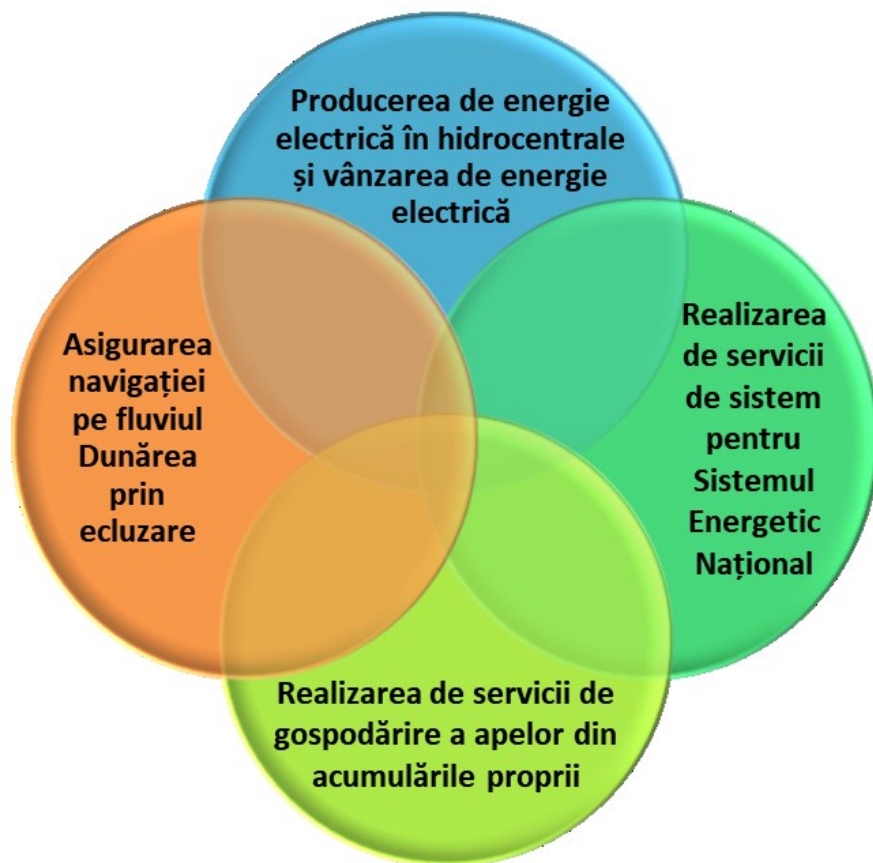 Producerea de energie
electrică în hidrocentrale
și vânzarea de energie
electrică
Asigurarea
navigației
pe fluviul
Dunărea
prin
ecluzare
Realizarea
de servicii
de sistem
pentru
Sistemul
Energetic
Național
Realizarea de servicii de
gospodărire a apelor din
acumulările proprii